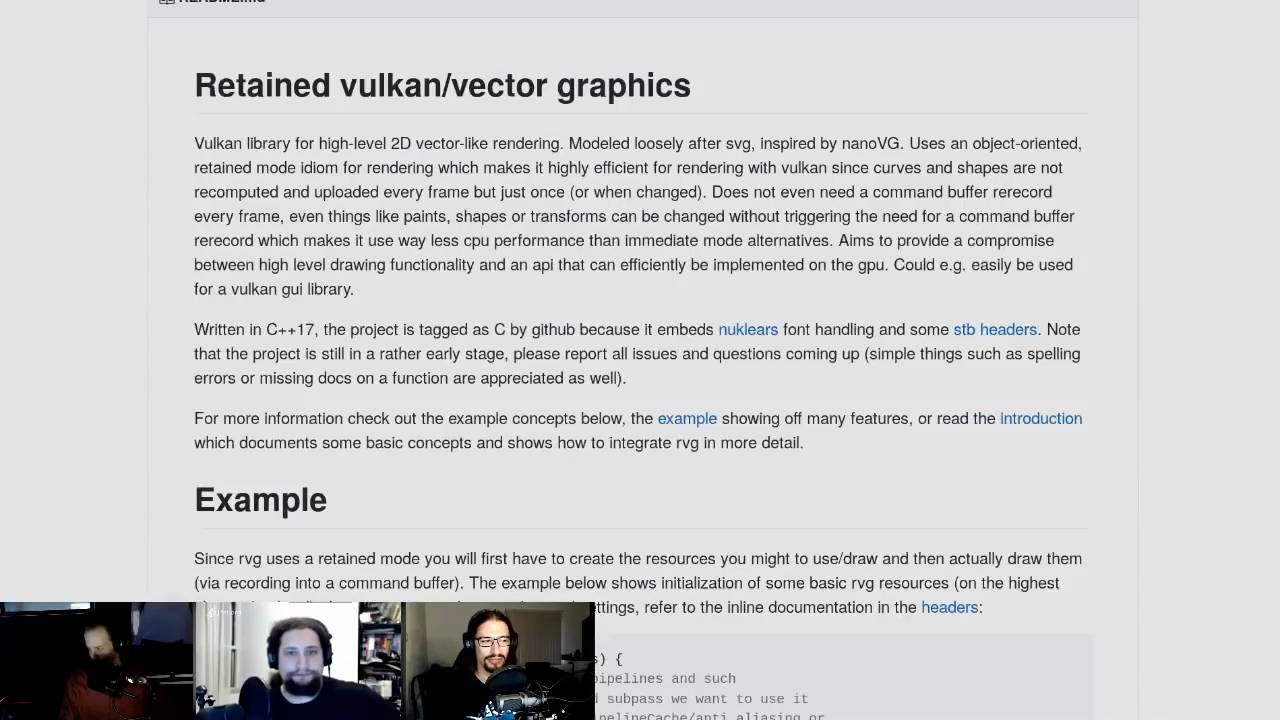 Retained vulkan/vector graphics
Vulkan library for high-level 2D vector-like rendering. Modeled loosely after svg, inspired by nanoVG. Uses an object-oriented,
retained mode idiom for rendering which makes it highly efficient for rendering with vulkan since curves and shapes are not
recomputed and uploaded every frame but just once (or when changed). Does not even need a command buffer rerecord
every frame, even things like paints, shapes or transforms can be changed without triggering the need for a command buffer
rerecord which makes it use way less cpu performance than immediate mode alternatives. Aims to provide a compromise
between high level drawing functionality and an api that can efficiently be implemented on the gpu. Could e.g. easily be used
for a vulkan gui library.
Written in C++17, the project is tagged as C by github because it embeds nuklears font handling and some stb headers. Note
that the project is still in a rather early stage, please report all issues and questions coming up (simple things such as spelling
errors or missing docs on a function are appreciated as well).
For more information check out the example concepts below, the example showing off many features, or read the introduction
which documents some basic concepts and shows how to integrate rvg in more detail.
Example
Since rvg uses a retained mode you will first have to create the resources you might to use/draw and then actually draw them
(via recording into a command buffer). The example below shows initialization of some basic rvg resources (on the highest
ettings, refer to the inline documentation in the headers:
s) {
pipelines and such
d subpass we want to use it
pelineCache/anti aliasing or